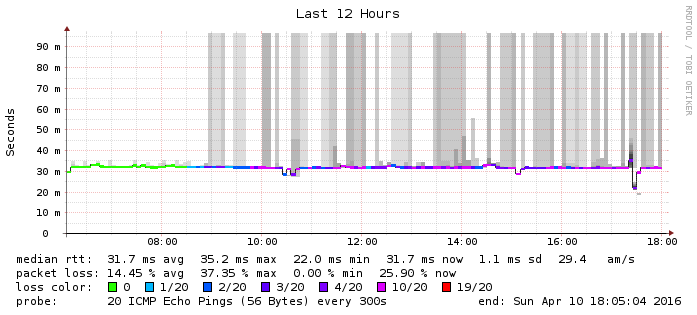 Last 12 Hours
RRDTOOL / TOBI OETIKER
Seconds
90 m
80 m
70 m
60 m
50 m
40 m
30 m
20 m
10 m
0
08:00 10:00 12:00 14:00 16:00 18:00
median rtt: 31.7 ms avg 35.2 ms max 22.0 ms min 31.7 ms now 1.1 ms sd 29.4 am/s
packet loss: 14.45 % avg 37.35 % max 0.00 % min 25.90 % now
loss color: 0 1/20 2/20 3/20 4/20 10/20 19/20
probe: 20 ICMP Echo Pings (56 Bytes) every 300s end: Sun Apr 10 18:05:04 2016